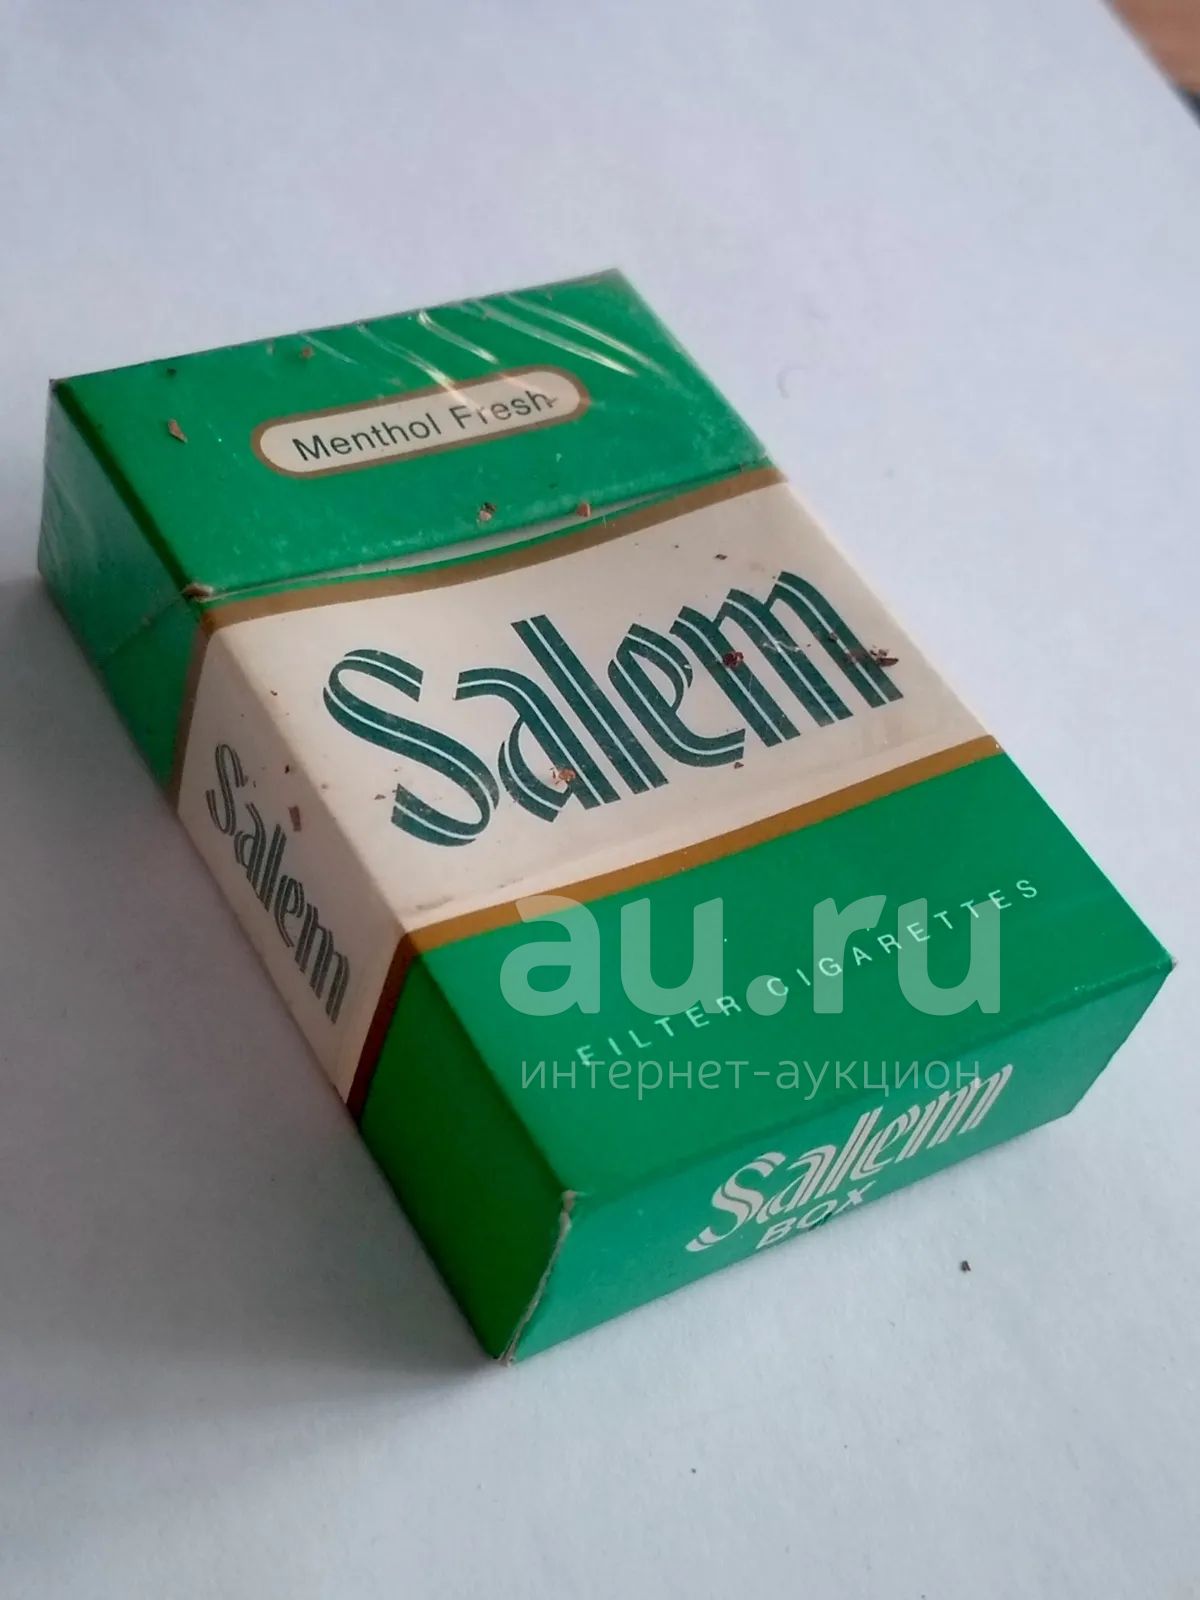 Menthol Fresh
Salem
Salem
au.ru
FILTER CIGARETTES
интернет-аукцион
Salem
BOX